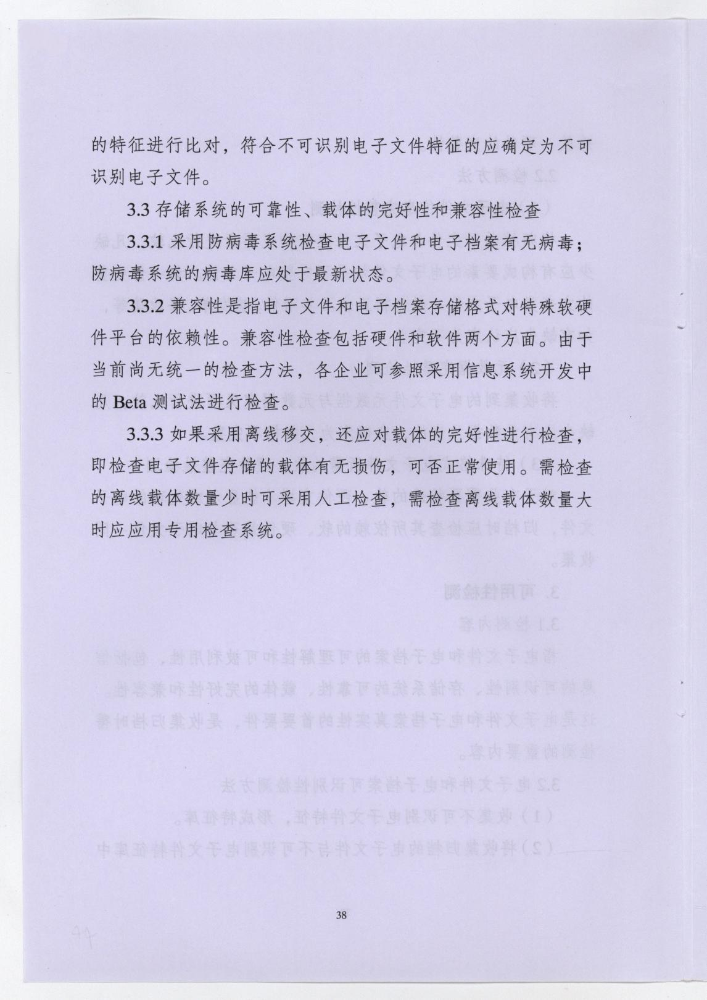 的特征进行比对，符合不可识别电子文件特征的应确定为不可
识别电子文件。
3.3 存储系统的可靠性、载体的完好性和兼容性检查
3.3.1 采用防病毒系统检查电子文件和电子档案有无病毒；
防病毒系统的病毒库应处于最新状态。
3.3.2 兼容性是指电子文件和电子档案存储格式对特殊软硬
件平台的依赖性。兼容性检查包括硬件和软件两个方面。由于
当前尚无统一的检查方法，各企业可参照采用信息系统开发中
的 Beta 测试法进行检查。
3.3.3 如果采用离线移交，还应对载体的完好性进行检查，
即检查电子文件存储的载体有无损伤，可否正常使用。需检查
的离线载体数量少时可采用人工检查，需检查离线载体数量大
时应应用专用检查系统。
38